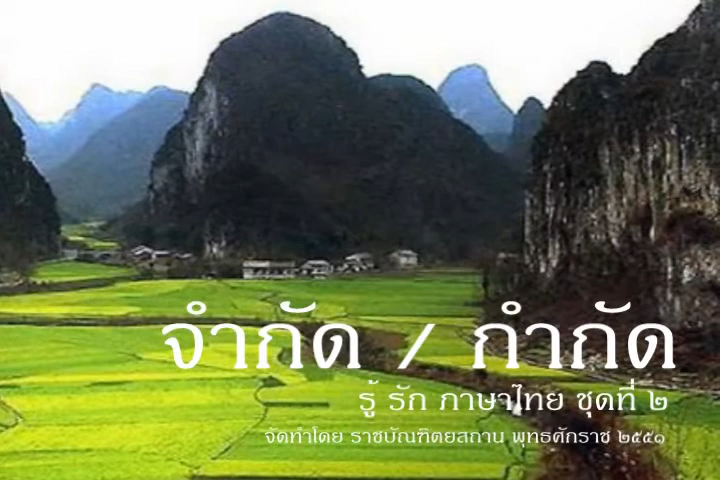 จำกัด / กำกัด
รู้ รัก ภาษาไทย ชุดที่ ๒
จัดทำโดย ราชบัณฑิตยสถาน พุทธศักราช ๒๕๕๑